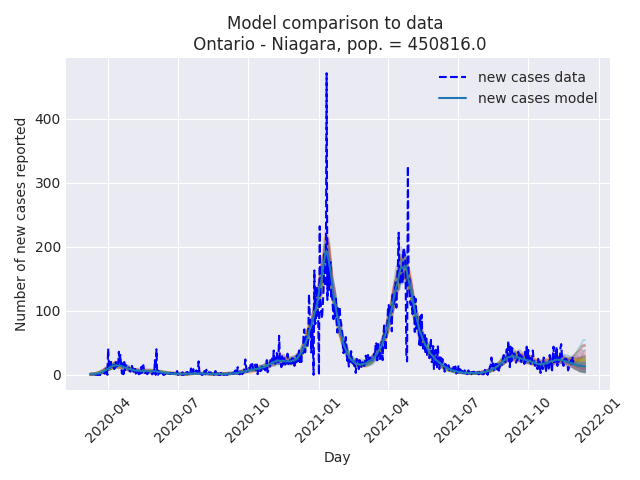 Model comparison to data
Ontario - Niagara, pop. = 450816.0
new cases data
new cases model
Number of new cases reported
400
300
200
100
0
2020-04
2020-07
2020-10
2021-01
2021-04
2021-07
2021-10
2022-01
Day